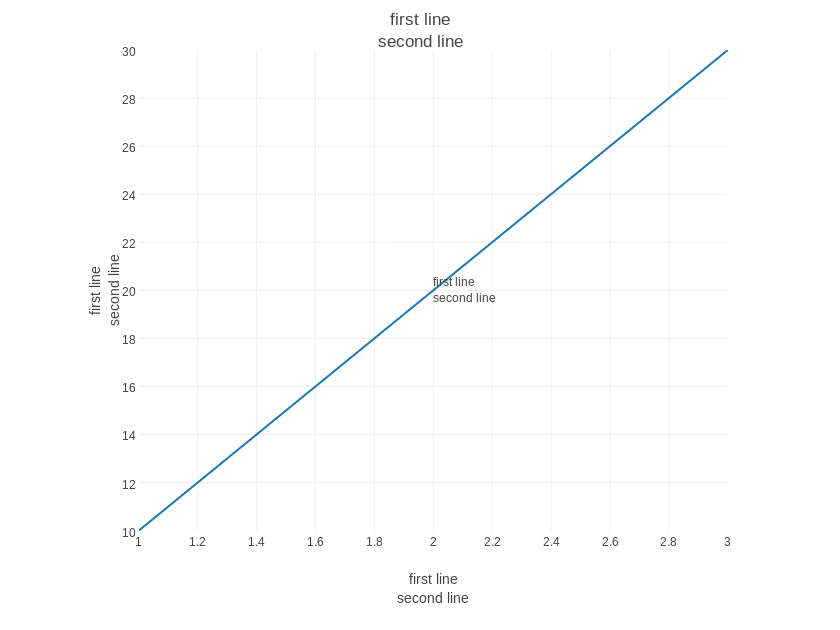 first line
second line
30
28
26
24
22
20
18
16
14
12
10
first line
second line
first line
second line
1 1.2 1.4 1.6 1.8 2 2.2 2.4 2.6 2.8 3
first line
second line